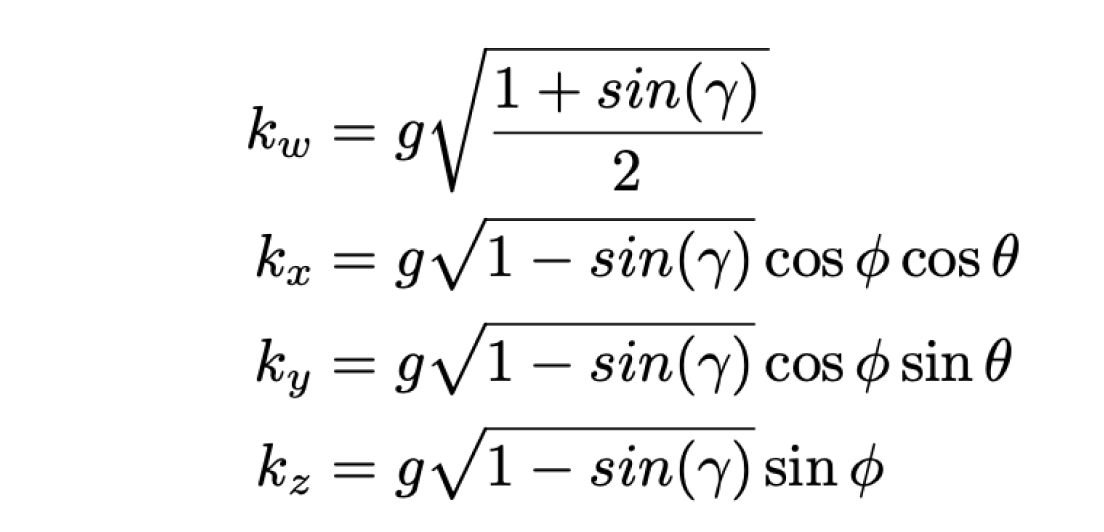 k_w = g\sqrt{\frac{1 + sin(\gamma)}{2}}
k_x = g\sqrt{1 - sin(\gamma)} \cos \phi \cos \theta
k_y = g\sqrt{1 - sin(\gamma)} \cos \phi \sin \theta
k_z = g\sqrt{1 - sin(\gamma)} \sin \phi